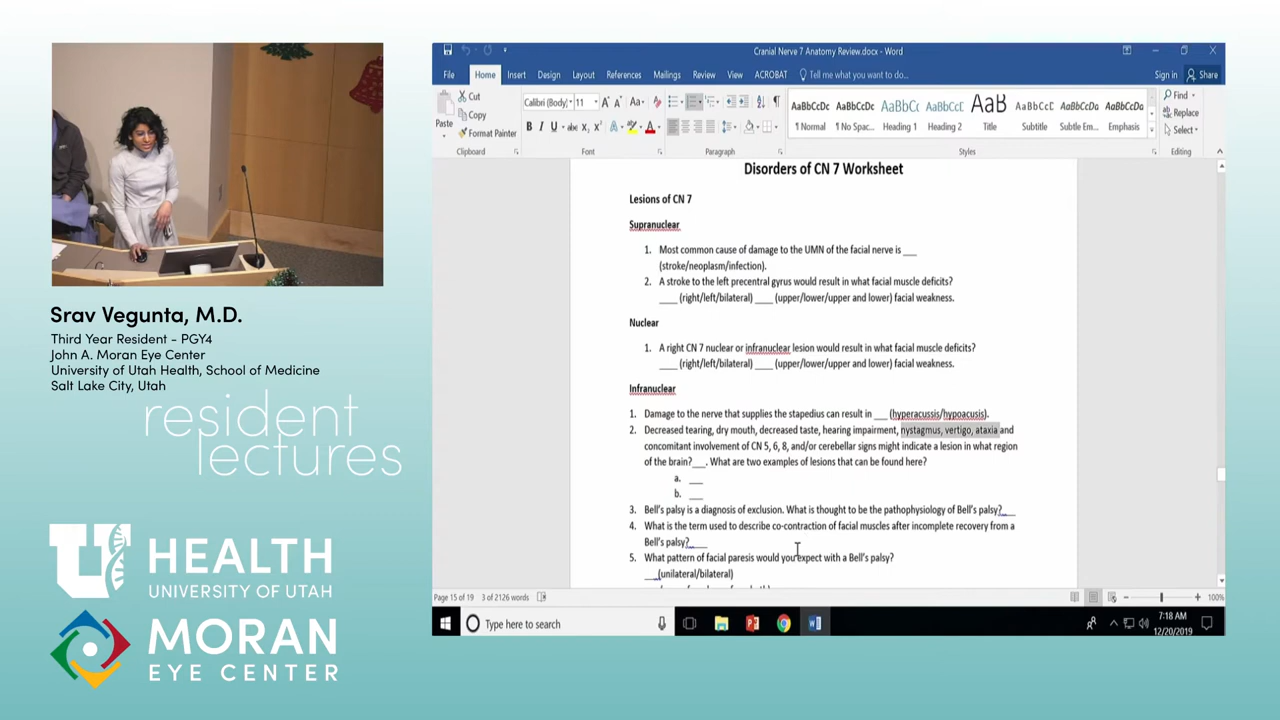 Srav Vegunta, M.D.
Third Year Resident - PGY4
John A. Moran Eye Center
University of Utah Health, School of Medicine
Salt Lake City, Utah
resident
lectures
U HEALTH
UNIVERSITY OF UTAH
MORAN
EYE CENTER
Cranial Nerve 7 Anatomy Review.docx - Word
File Home Insert Design Layout References Mailings Review View ACROBAT Tell me what you want to do... Sign in Share
Paste
Cut
Copy
Format Painter
Calibri (Body) 11
AaBbCcDc AaBbCcDc AaBbCc AaBbCcC AaB AaBbCcC AaBbCcDc AaBbCcDc
¶ Normal ¶ No Spac... Heading 1 Heading 2 Title Subtitle Subtle Em... Emphasis
Find
Replace
Select
Clipboard Font Paragraph Styles Editing
Disorders of CN 7 Worksheet
Lesions of CN 7
Supranuclear
1. Most common cause of damage to the UMN of the facial nerve is ___
(stroke/neoplasm/infection).
2. A stroke to the left precentral gyrus would result in what facial muscle deficits?
____ (right/left/bilateral) ____ (upper/lower/upper and lower) facial weakness.
Nuclear
1. A right CN 7 nuclear or infranuclear lesion would result in what facial muscle deficits?
____ (right/left/bilateral) ____ (upper/lower/upper and lower) facial weakness.
Infranuclear
1. Damage to the nerve that supplies the stapedius can result in ___ (hyperacussis/hypoacusis).
2. Decreased tearing, dry mouth, decreased taste, hearing impairment, nystagmus, vertigo, ataxia and
concomitant involvement of CN 5, 6, 8, and/or cerebellar signs might indicate a lesion in what region
of the brain?___. What are two examples of lesions that can be found here?
a. ___
b. ___
3. Bell's palsy is a diagnosis of exclusion. What is thought to be the pathophysiology of Bell's palsy?___
4. What is the term used to describe co-contraction of facial muscles after incomplete recovery from a
Bell's palsy?____
5. What pattern of facial paresis would you expect with a Bell's palsy?
___(unilateral/bilateral)
Page 15 of 19 3 of 2126 words 100%
Type here to search
7:18 AM
12/20/2019